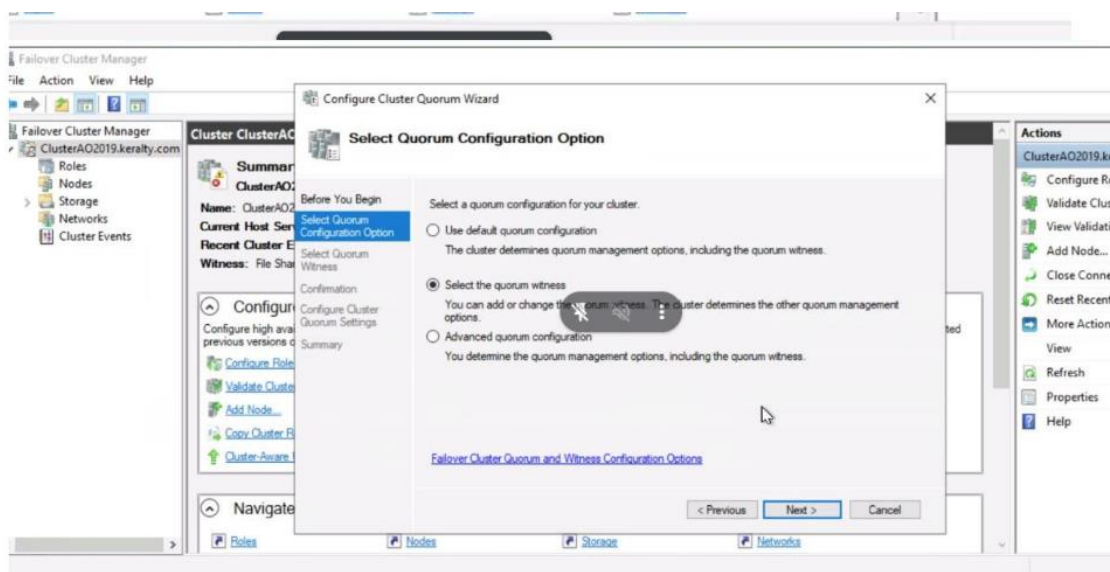 Failover Cluster Manager
File Action View Help
Failover Cluster Manager
ClusterAO2019.keralty.com
Roles
Nodes
Storage
Networks
Cluster Events
Cluster ClusterAC
Summar
ClusterAO2
Name: ClusterAO2
Current Host Ser
Recent Cluster E
Witness: File Shar
Configur
Configure high avai
previous versions o
Configure Role
Validate Cluste
Add Node...
Copy Cluster R
Cluster-Aware
Navigate
Roles
Nodes
Storage
Networks
ted
Configure Cluster Quorum Wizard
Select Quorum Configuration Option
Before You Begin
Select Quorum
Configuration Option
Select Quorum
Witness
Confirmation
Configure Cluster
Quorum Settings
Summary
Select a quorum configuration for your cluster.
Use default quorum configuration
The cluster determines quorum management options, including the quorum witness.
Select the quorum witness
You can add or change the quorum witness. The cluster determines the other quorum management
options.
Advanced quorum configuration
You determine the quorum management options, including the quorum witness.
Failover Cluster Quorum and Witness Configuration Options
< Previous
Next >
Cancel
Actions
ClusterAO2019.k
Configure R
Validate Clus
View Validati
Add Node...
Close Conne
Reset Recent
More Action
View
Refresh
Properties
Help